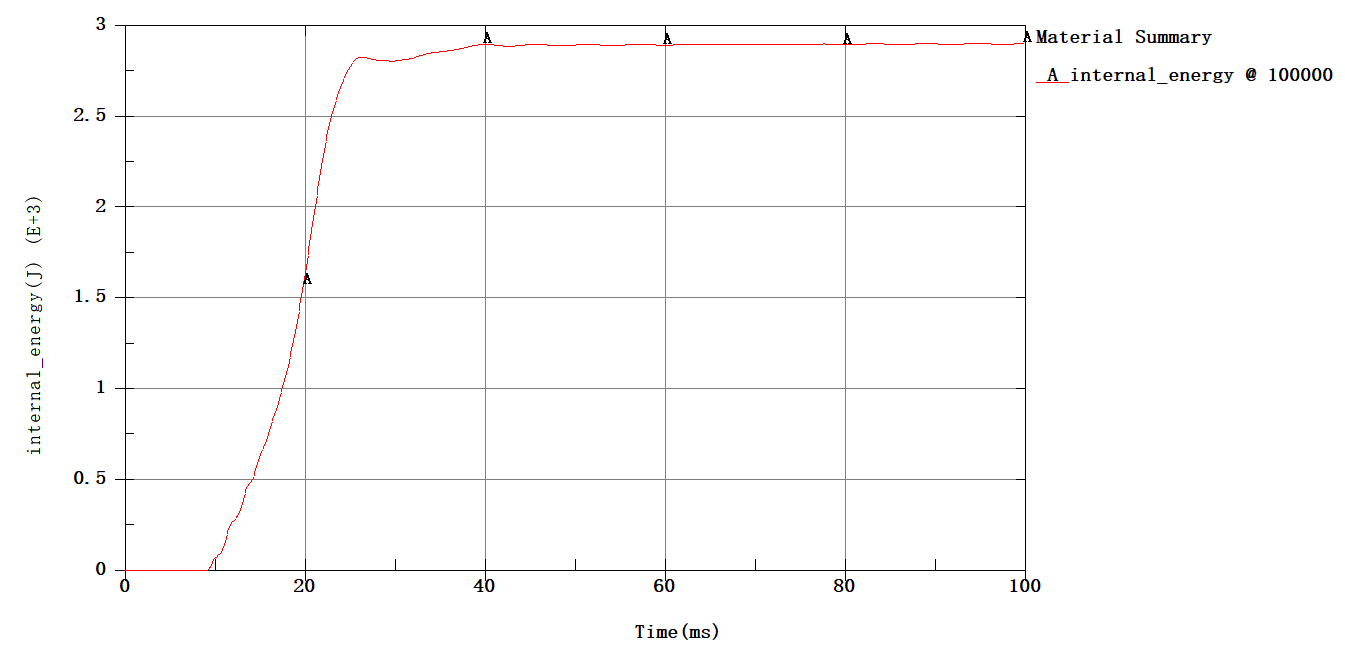 3
2.5
2
1.5
1
0.5
0
0
20
40
60
80
100
A
A
A
A
A
internal_energy(J) (E+3)
Time(ms)
Material Summary
A internal_energy @ 100000